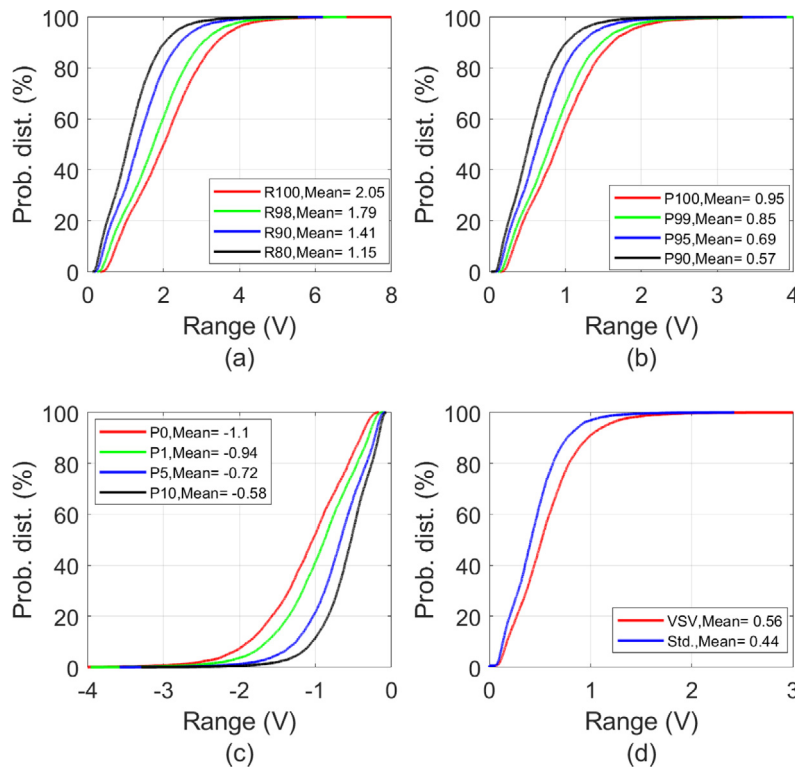 100
80
60
40
20
0
Prob. dist. (%)
R100,Mean= 2.05
R98,Mean= 1.79
R90,Mean= 1.41
R80,Mean= 1.15
0 2 4 6 8
Range (V)
(a)
100
80
60
40
20
0
Prob. dist. (%)
P100,Mean= 0.95
P99,Mean= 0.85
P95,Mean= 0.69
P90,Mean= 0.57
0 1 2 3 4
Range (V)
(b)
100
80
60
40
20
0
Prob. dist. (%)
P0,Mean= -1.1
P1,Mean= -0.94
P5,Mean= -0.72
P10,Mean= -0.58
-4 -3 -2 -1 0
Range (V)
(c)
100
80
60
40
20
0
Prob. dist. (%)
VSV,Mean= 0.56
Std.,Mean= 0.44
0 1 2 3
Range (V)
(d)